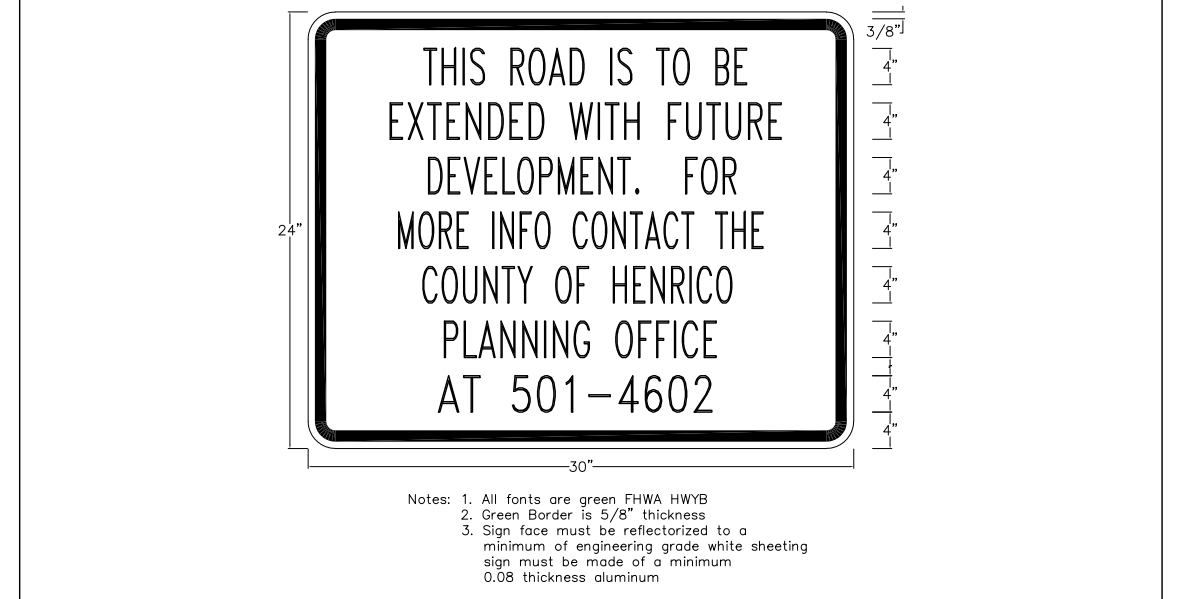 THIS ROAD IS TO BE
EXTENDED WITH FUTURE
DEVELOPMENT. FOR
MORE INFO CONTACT THE
COUNTY OF HENRICO
PLANNING OFFICE
AT 501-4602
24"
3/8"
4"
4"
4"
4"
4"
4"
4"
4"
30"
Notes: 1. All fonts are green FHWA HWYB
2. Green Border is 5/8" thickness
3. Sign face must be reflectorized to a
minimum of engineering grade white sheeting
sign must be made of a minimum
0.08 thickness aluminum